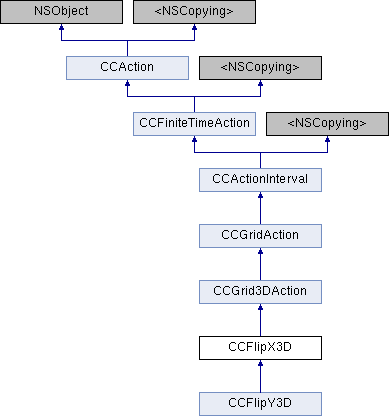 NSObject <NSCopying>
CCAction <NSCopying>
CCFiniteTimeAction <NSCopying>
CCActionInterval
CCGridAction
CCGrid3DAction
CCFlipX3D
CCFlipY3D